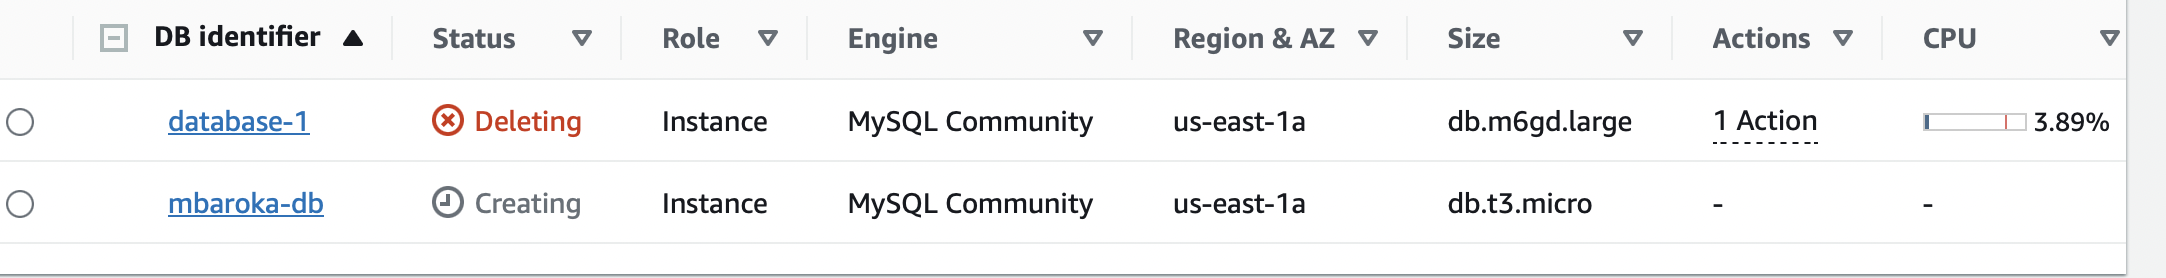 DB identifier Status Role Engine Region & AZ Size Actions CPU
database-1 Deleting Instance MySQL Community us-east-1a db.m6gd.large 1 Action 3.89%
mbaroka-db Creating Instance MySQL Community us-east-1a db.t3.micro - -